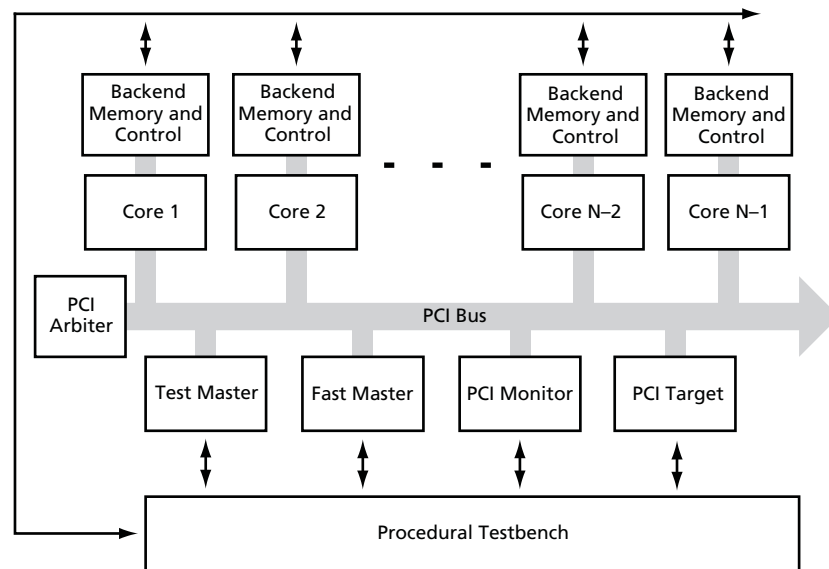 Backend
Memory and
Control
Backend
Memory and
Control
Backend
Memory and
Control
Backend
Memory and
Control
Core 1
Core 2
Core N–2
Core N–1
PCI
Arbiter
PCI Bus
Test Master
Fast Master
PCI Monitor
PCI Target
Procedural Testbench